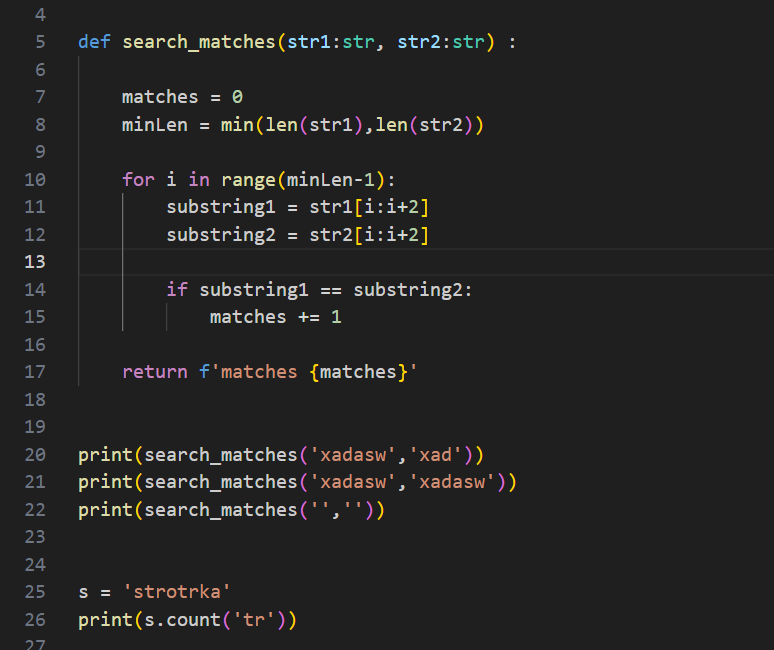 4
5 def search_matches(str1:str, str2:str) :
6
7     matches = 0
8     minLen = min(len(str1),len(str2))
9
10     for i in range(minLen-1):
11         substring1 = str1[i:i+2]
12         substring2 = str2[i:i+2]
13
14         if substring1 == substring2:
15             matches += 1
16
17     return f'matches {matches}'
18
19
20 print(search_matches('xadasw','xad'))
21 print(search_matches('xadasw','xadasw'))
22 print(search_matches('',''))
23
24
25 s = 'strotrka'
26 print(s.count('tr'))
27